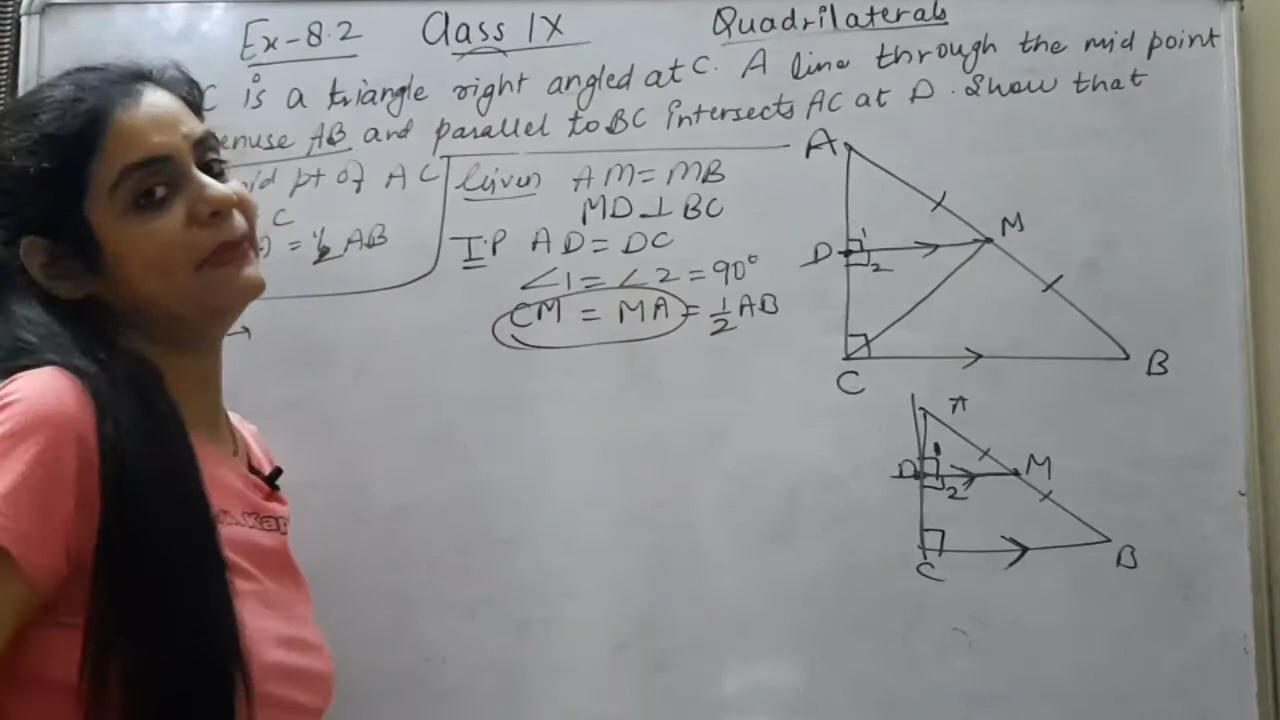 Ex-8.2 Class IX Quadrilaterals
C is a triangle right angled at C. A line through the mid point
enuse AB and parallel to BC intersects AC at D. Show that
id pt of AC
C
= ½ AB
Given AM = MB
MD ⊥ BC
T.P AD = DC
∠1 = ∠2 = 90°
CM = MA = 1/2 AB
→
A
M
D
1
2
C
B
A
M
D
1
2
C
B